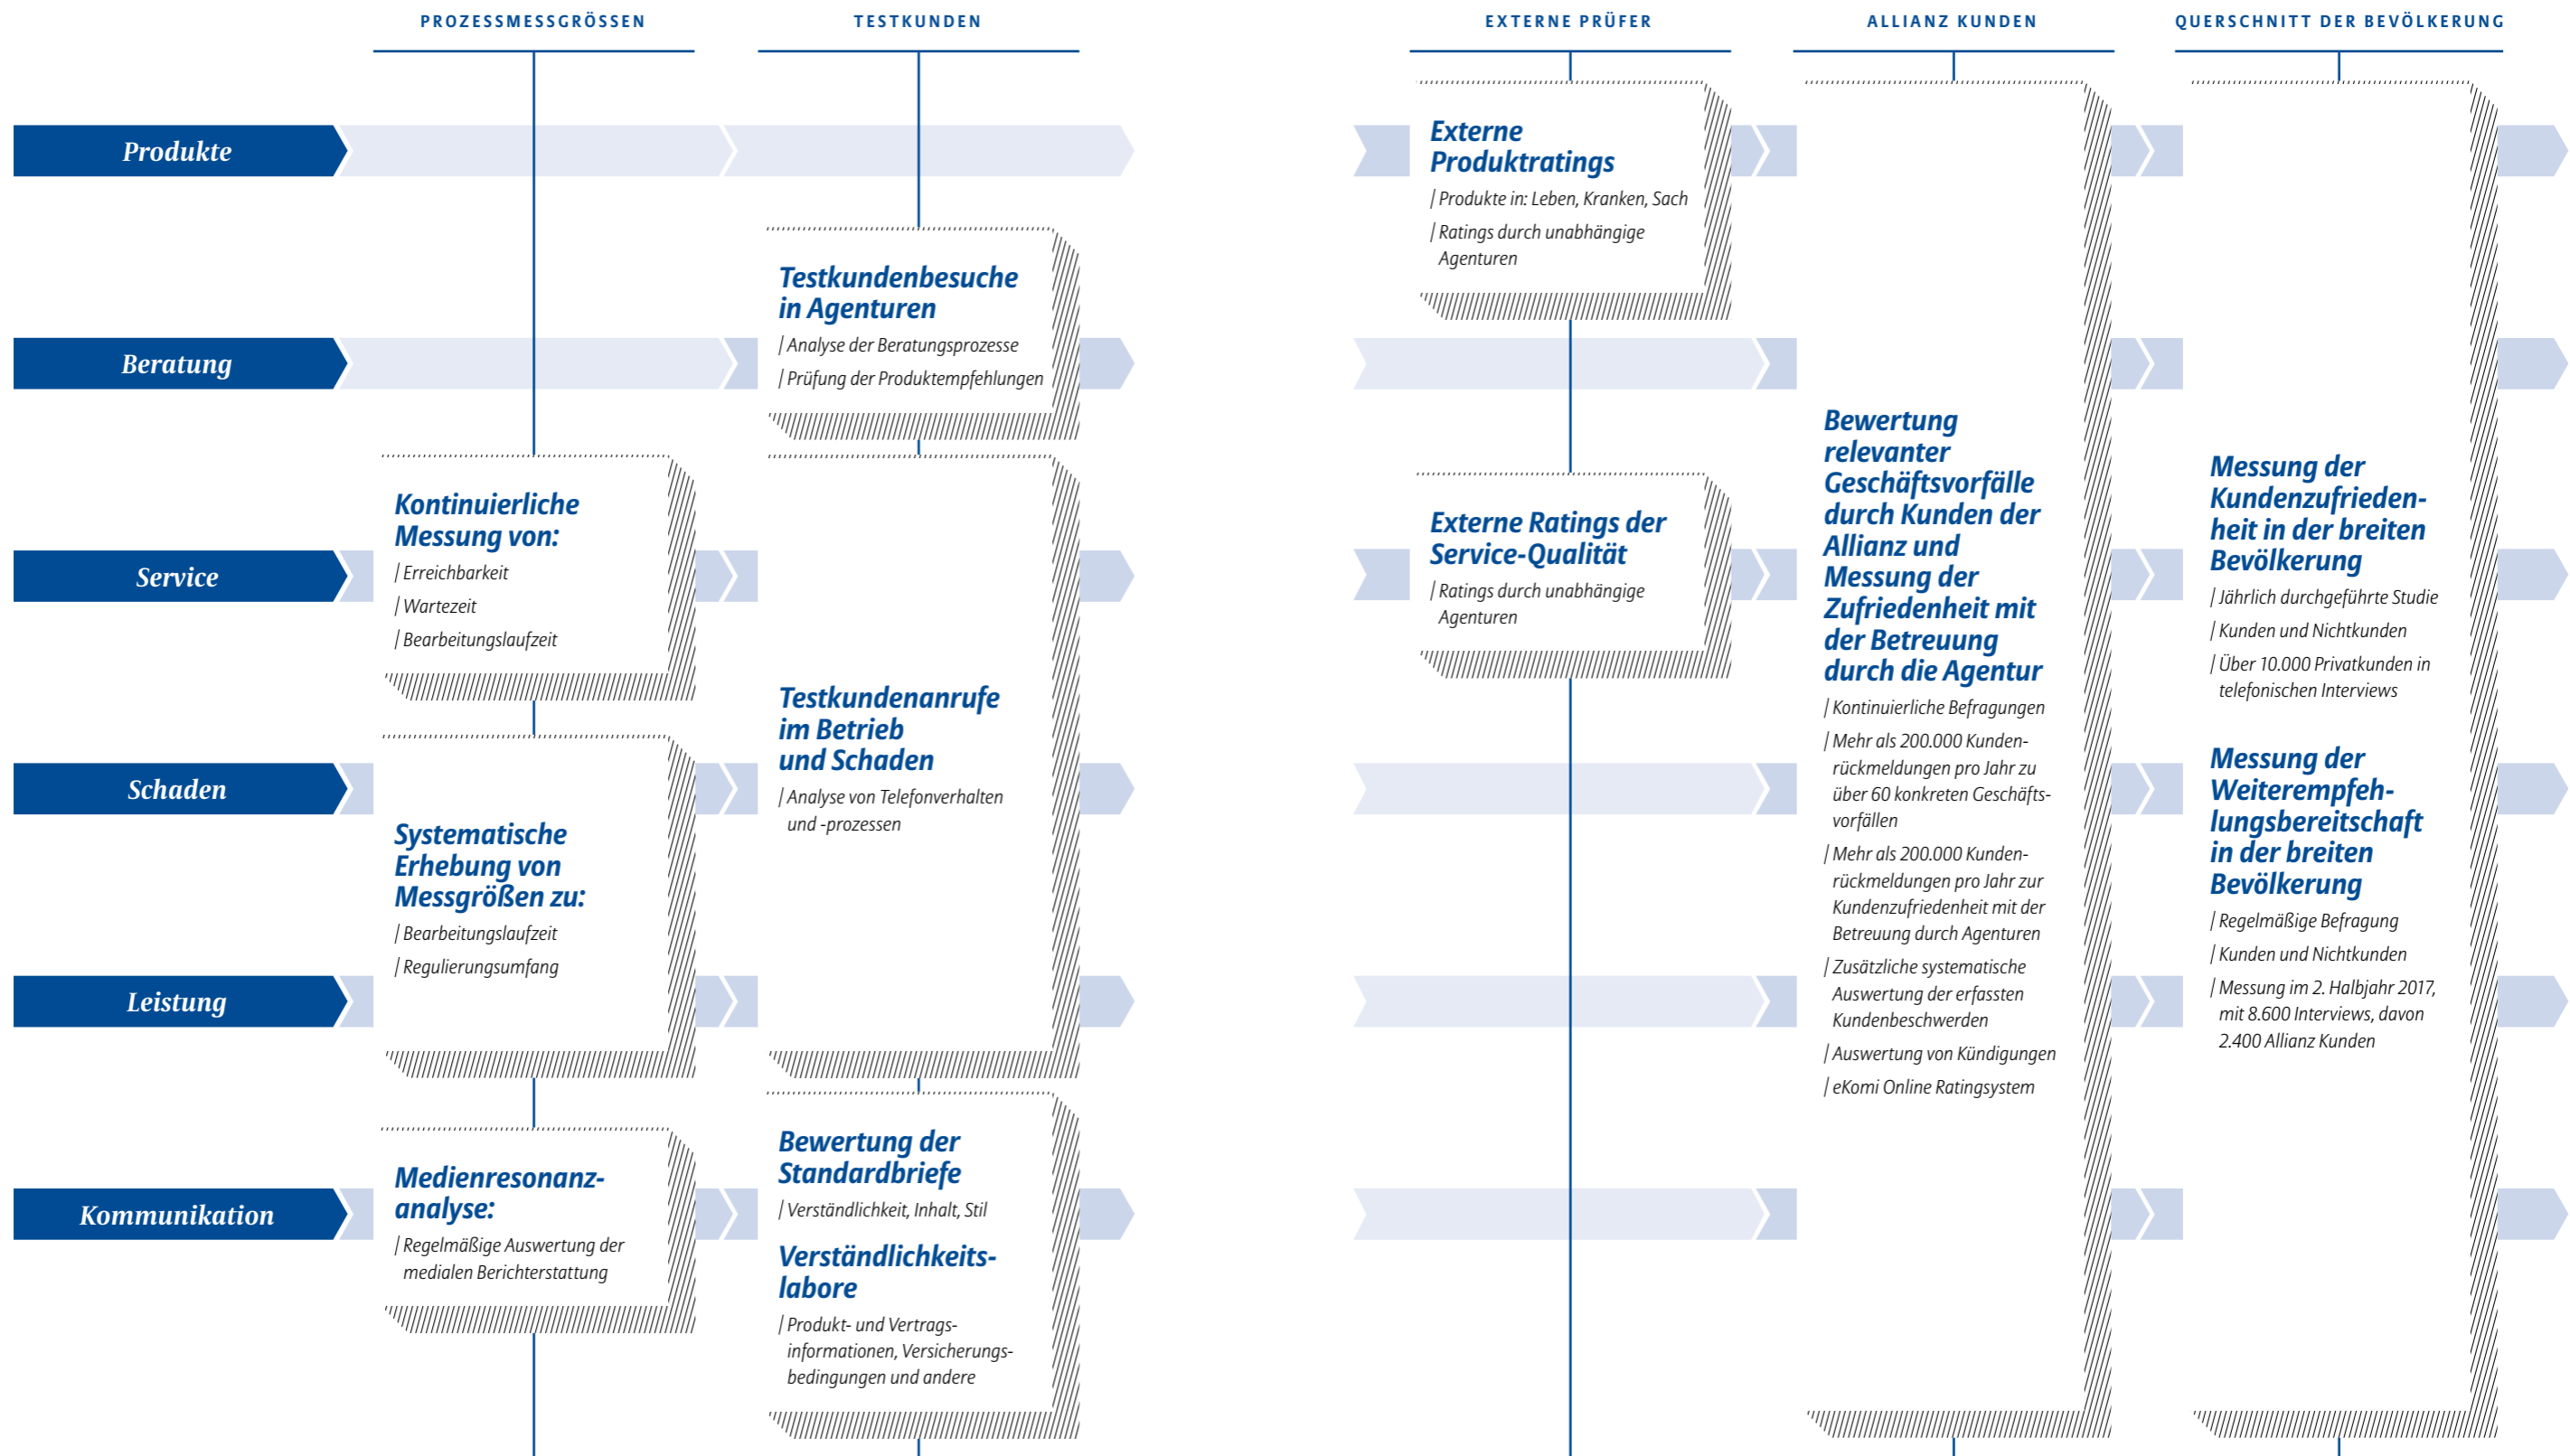 PROZESSMESSGRÖSSEN
TESTKUNDEN
EXTERNE PRÜFER
ALLIANZ KUNDEN
QUERSCHNITT DER BEVÖLKERUNG
Produkte
Beratung
Service
Schaden
Leistung
Kommunikation
Kontinuierliche
Messung von:
| Erreichbarkeit
| Wartezeit
| Bearbeitungslaufzeit
Systematische
Erhebung von
Messgrößen zu:
| Bearbeitungslaufzeit
| Regulierungsumfang
Medienresonanz-
analyse:
| Regelmäßige Auswertung der
medialen Berichterstattung
Testkundenbesuche
in Agenturen
| Analyse der Beratungsprozesse
| Prüfung der Produktempfehlungen
Testkundenanrufe
im Betrieb
und Schaden
| Analyse von Telefonverhalten
und -prozessen
Bewertung der
Standardbriefe
| Verständlichkeit, Inhalt, Stil
Verständlichkeits-
labore
| Produkt- und Vertrags-
informationen, Versicherungs-
bedingungen und andere
Externe
Produktratings
| Produkte in: Leben, Kranken, Sach
| Ratings durch unabhängige
Agenturen
Externe Ratings der
Service-Qualität
| Ratings durch unabhängige
Agenturen
Bewertung
relevanter
Geschäftsvorfälle
durch Kunden der
Allianz und
Messung der
Zufriedenheit mit
der Betreuung
durch die Agentur
| Kontinuierliche Befragungen
| Mehr als 200.000 Kunden-
rückmeldungen pro Jahr zu
über 60 konkreten Geschäfts-
vorfällen
| Mehr als 200.000 Kunden-
rückmeldungen pro Jahr zur
Kundenzufriedenheit mit der
Betreuung durch Agenturen
| Zusätzliche systematische
Auswertung der erfassten
Kundenbeschwerden
| Auswertung von Kündigungen
| eKomi Online Ratingsystem
Messung der
Kundenzufrieden-
heit in der breiten
Bevölkerung
| Jährlich durchgeführte Studie
| Kunden und Nichtkunden
| Über 10.000 Privatkunden in
telefonischen Interviews
Messung der
Weiterempfeh-
lungsbereitschaft
in der breiten
Bevölkerung
| Regelmäßige Befragung
| Kunden und Nichtkunden
| Messung im 2. Halbjahr 2017,
mit 8.600 Interviews, davon
2.400 Allianz Kunden